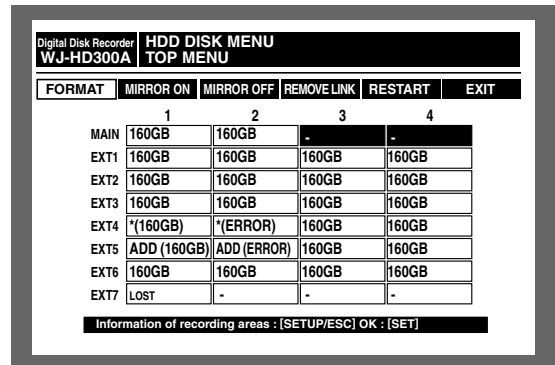 Digital Disk Recorder HDD DISK MENU
WJ-HD300A TOP MENU
FORMAT MIRROR ON MIRROR OFF REMOVE LINK RESTART EXIT
1 2 3 4
MAIN 160GB 160GB - -
EXT1 160GB 160GB 160GB 160GB
EXT2 160GB 160GB 160GB 160GB
EXT3 160GB 160GB 160GB 160GB
EXT4 *(160GB) *(ERROR) 160GB 160GB
EXT5 ADD (160GB) ADD (ERROR) 160GB 160GB
EXT6 160GB 160GB 160GB 160GB
EXT7 LOST - - -
Information of recording areas : [SETUP/ESC] OK : [SET]